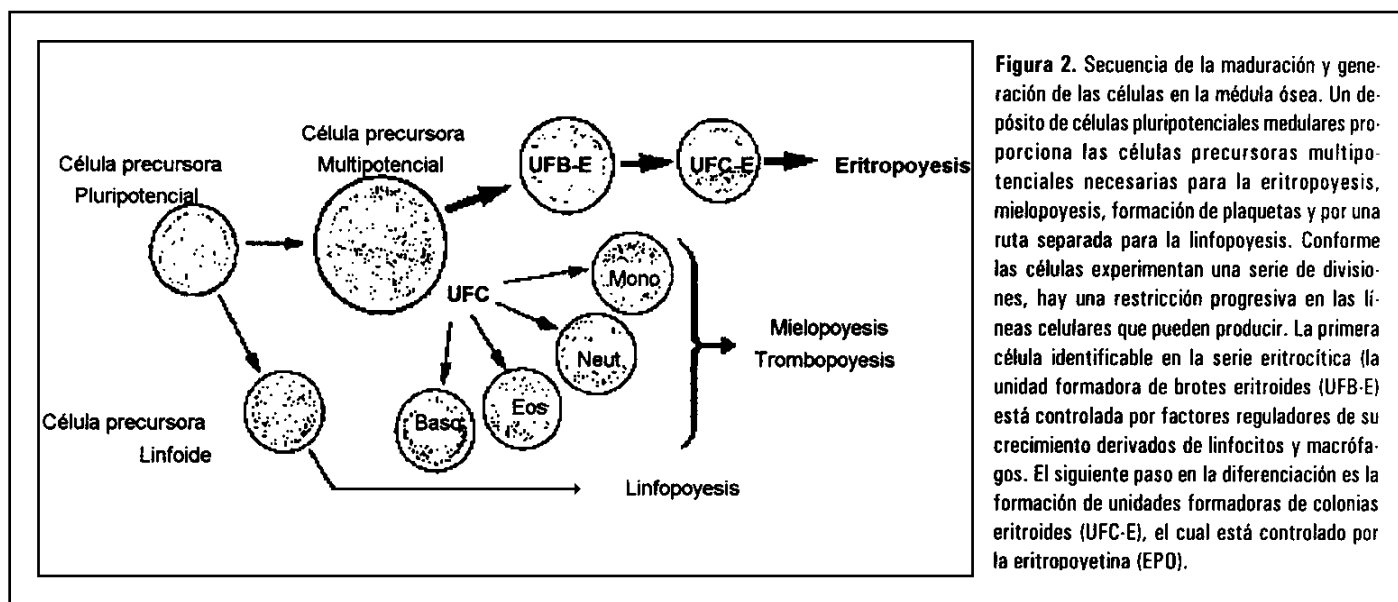 Célula precursora
Pluripotencial
Célula precursora
Multipotencial
UFB-E
UFC-E
Eritropoyesis
UFC
Mono
Neut
Eos
Baso
Mielopoyesis
Trombopoyesis
Célula precursora
Linfoide
Linfopoyesis
Figura 2. Secuencia de la maduración y gene-
ración de las células en la médula ósea. Un de-
pósito de células pluripotenciales medulares pro-
porciona las células precursoras multipo-
tenciales necesarias para la eritropoyesis,
mielopoyesis, formación de plaquetas y por una
ruta separada para la linfopoyesis. Conforme
las células experimentan una serie de divisio-
nes, hay una restricción progresiva en las lí-
neas celulares que pueden producir. La primera
célula identificable en la serie eritrocítica (la
unidad formadora de brotes eritroides (UFB-E)
está controlada por factores reguladores de su
crecimiento derivados de linfocitos y macrófa-
gos. El siguiente paso en la diferenciación es la
formación de unidades formadoras de colonias
eritroides (UFC-E), el cual está controlado por
la eritropoyetina (EPO).